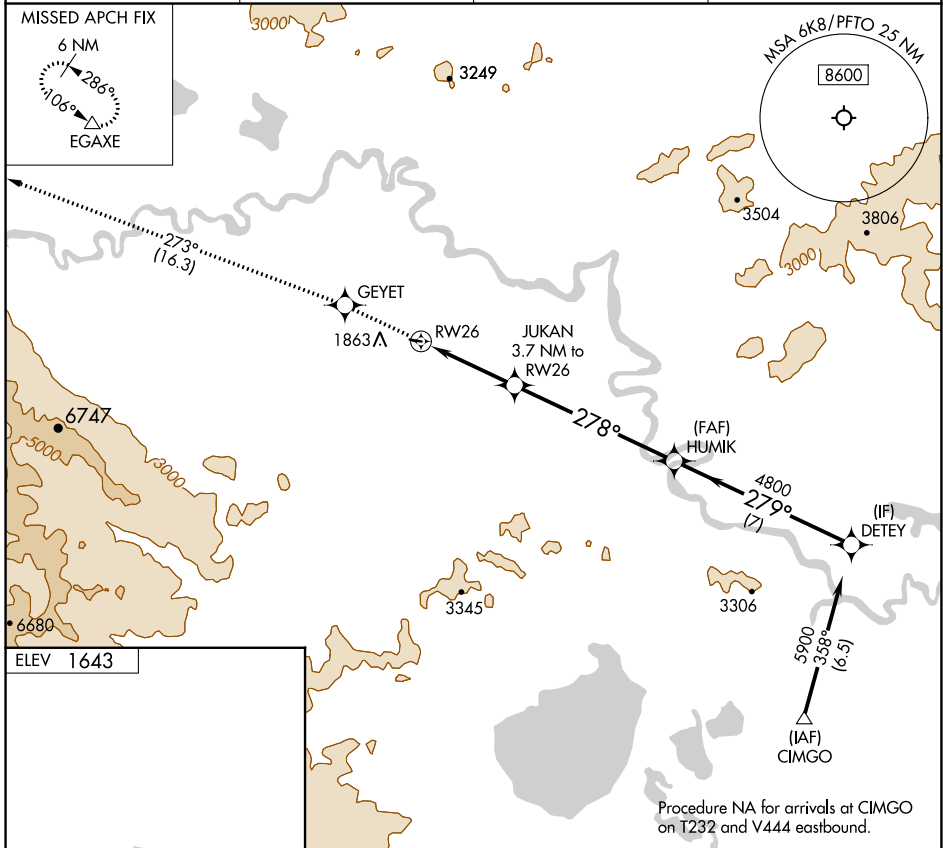 MISSED APCH FIX
6 NM
286°
106°
EGAXE
3000
3249
MSA 6K8/PFTO 25 NM
8600
3504
3806
3000
273°
(16.3)
GEYET
1863
RW26
JUKAN
3.7 NM to
RW26
278°
(FAF)
HUMIK
4800
279°
(7)
(IF)
DETEY
6747
5000
3000
6680
3345
3306
5900
358°
(6.5)
(IAF)
CIMGO
ELEV 1643
Procedure NA for arrivals at CIMGO
on T232 and V444 eastbound.